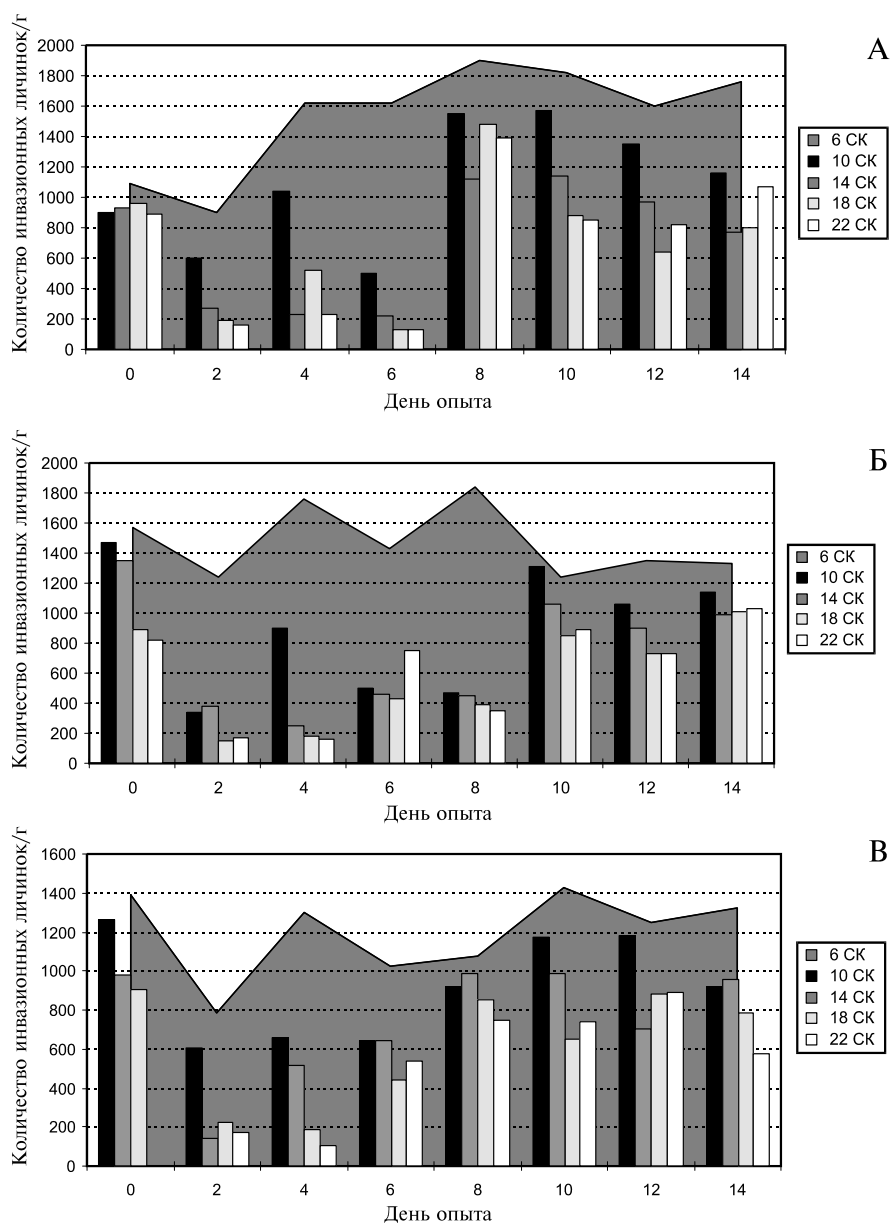 А
Количество инвазионных личинок/г
2000
1800
1600
1400
1200
1000
800
600
400
200
0
0 2 4 6 8 10 12 14
День опыта
6 СК
10 СК
14 СК
18 СК
22 СК
Б
Количество инвазионных личинок/г
2000
1800
1600
1400
1200
1000
800
600
400
200
0
0 2 4 6 8 10 12 14
День опыта
6 СК
10 СК
14 СК
18 СК
22 СК
В
Количество инвазионных личинок/г
1600
1400
1200
1000
800
600
400
200
0
0 2 4 6 8 10 12 14
День опыта
6 СК
10 СК
14 СК
18 СК
22 СК